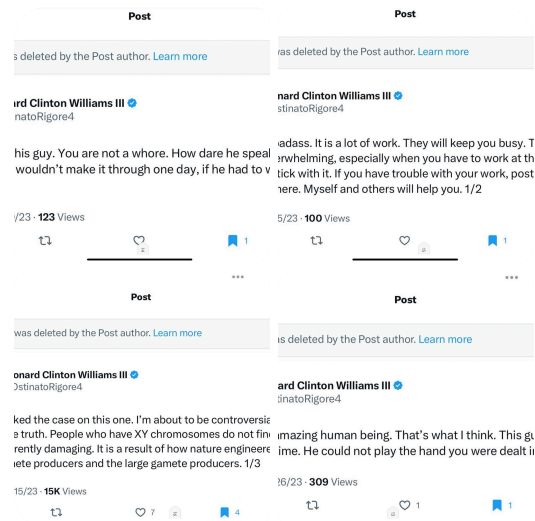 Post
s deleted by the Post author. Learn more
ard Clinton Williams III
natoRigore4
his guy. You are not a whore. How dare he speal
wouldn't make it through one day, if he had to w
/23 · 123 Views
1
Post
was deleted by the Post author. Learn more
nard Clinton Williams III
stinatoRigore4
badass. It is a lot of work. They will keep you busy. T
erwhelming, especially when you have to work at th
tick with it. If you have trouble with your work, post
here. Myself and others will help you. 1/2
5/23 · 100 Views
1
Post
was deleted by the Post author. Learn more
onard Clinton Williams III
OstinatoRigore4
ked the case on this one. I'm about to be controversia
e truth. People who have XY chromosomes do not fin
rently damaging. It is a result of how nature engineere
nete producers and the large gamete producers. 1/3
15/23 · 15K Views
7
4
Post
s deleted by the Post author. Learn more
ard Clinton Williams III
tinatoRigore4
amazing human being. That's what I think. This gu
ime. He could not play the hand you were dealt i
26/23 · 309 Views
1
1